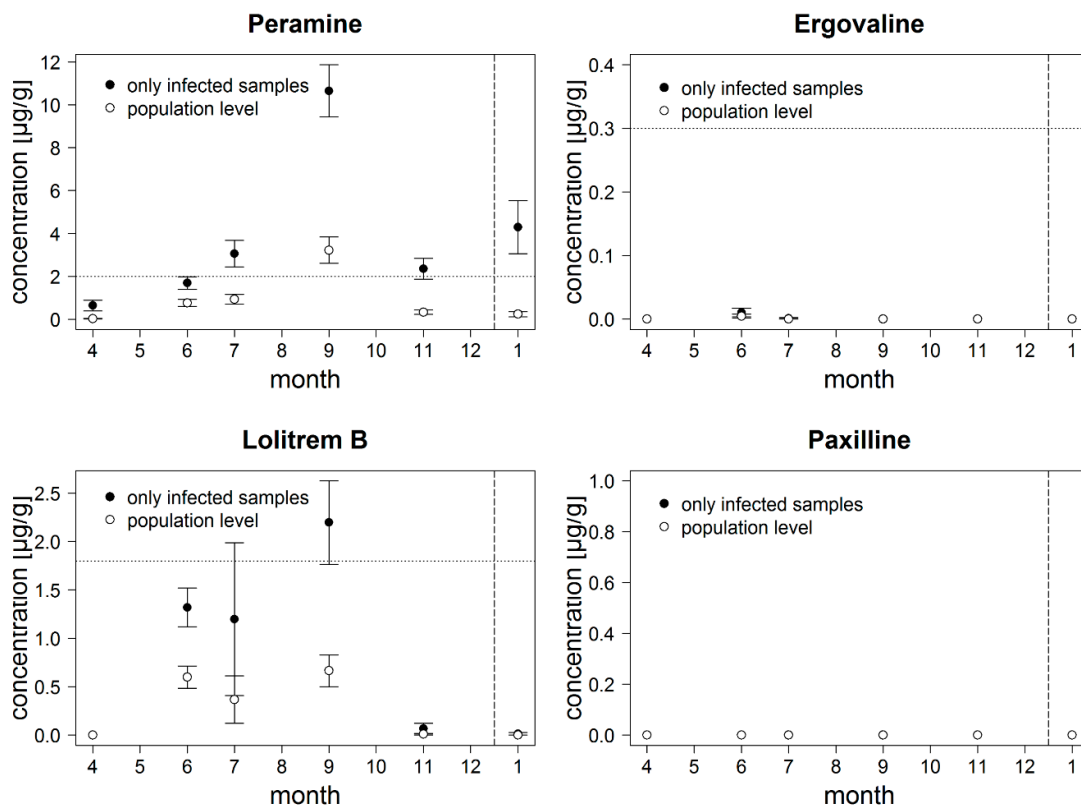 Peramine
concentration [µg/g]
12
10
8
6
4
2
0
only infected samples
population level
4 5 6 7 9 10 11 12 1
month
Ergovaline
concentration [µg/g]
0.4
0.3
0.2
0.1
0.0
only infected samples
population level
4 5 6 7 9 10 11 12 1
month
Lolitrem B
concentration [µg/g]
2.5
2.0
1.5
1.0
0.5
0.0
only infected samples
population level
4 5 6 7 9 10 11 12 1
month
Paxilline
concentration [µg/g]
1.0
0.8
0.6
0.4
0.2
0.0
only infected samples
population level
4 5 6 7 9 10 11 12 1
month